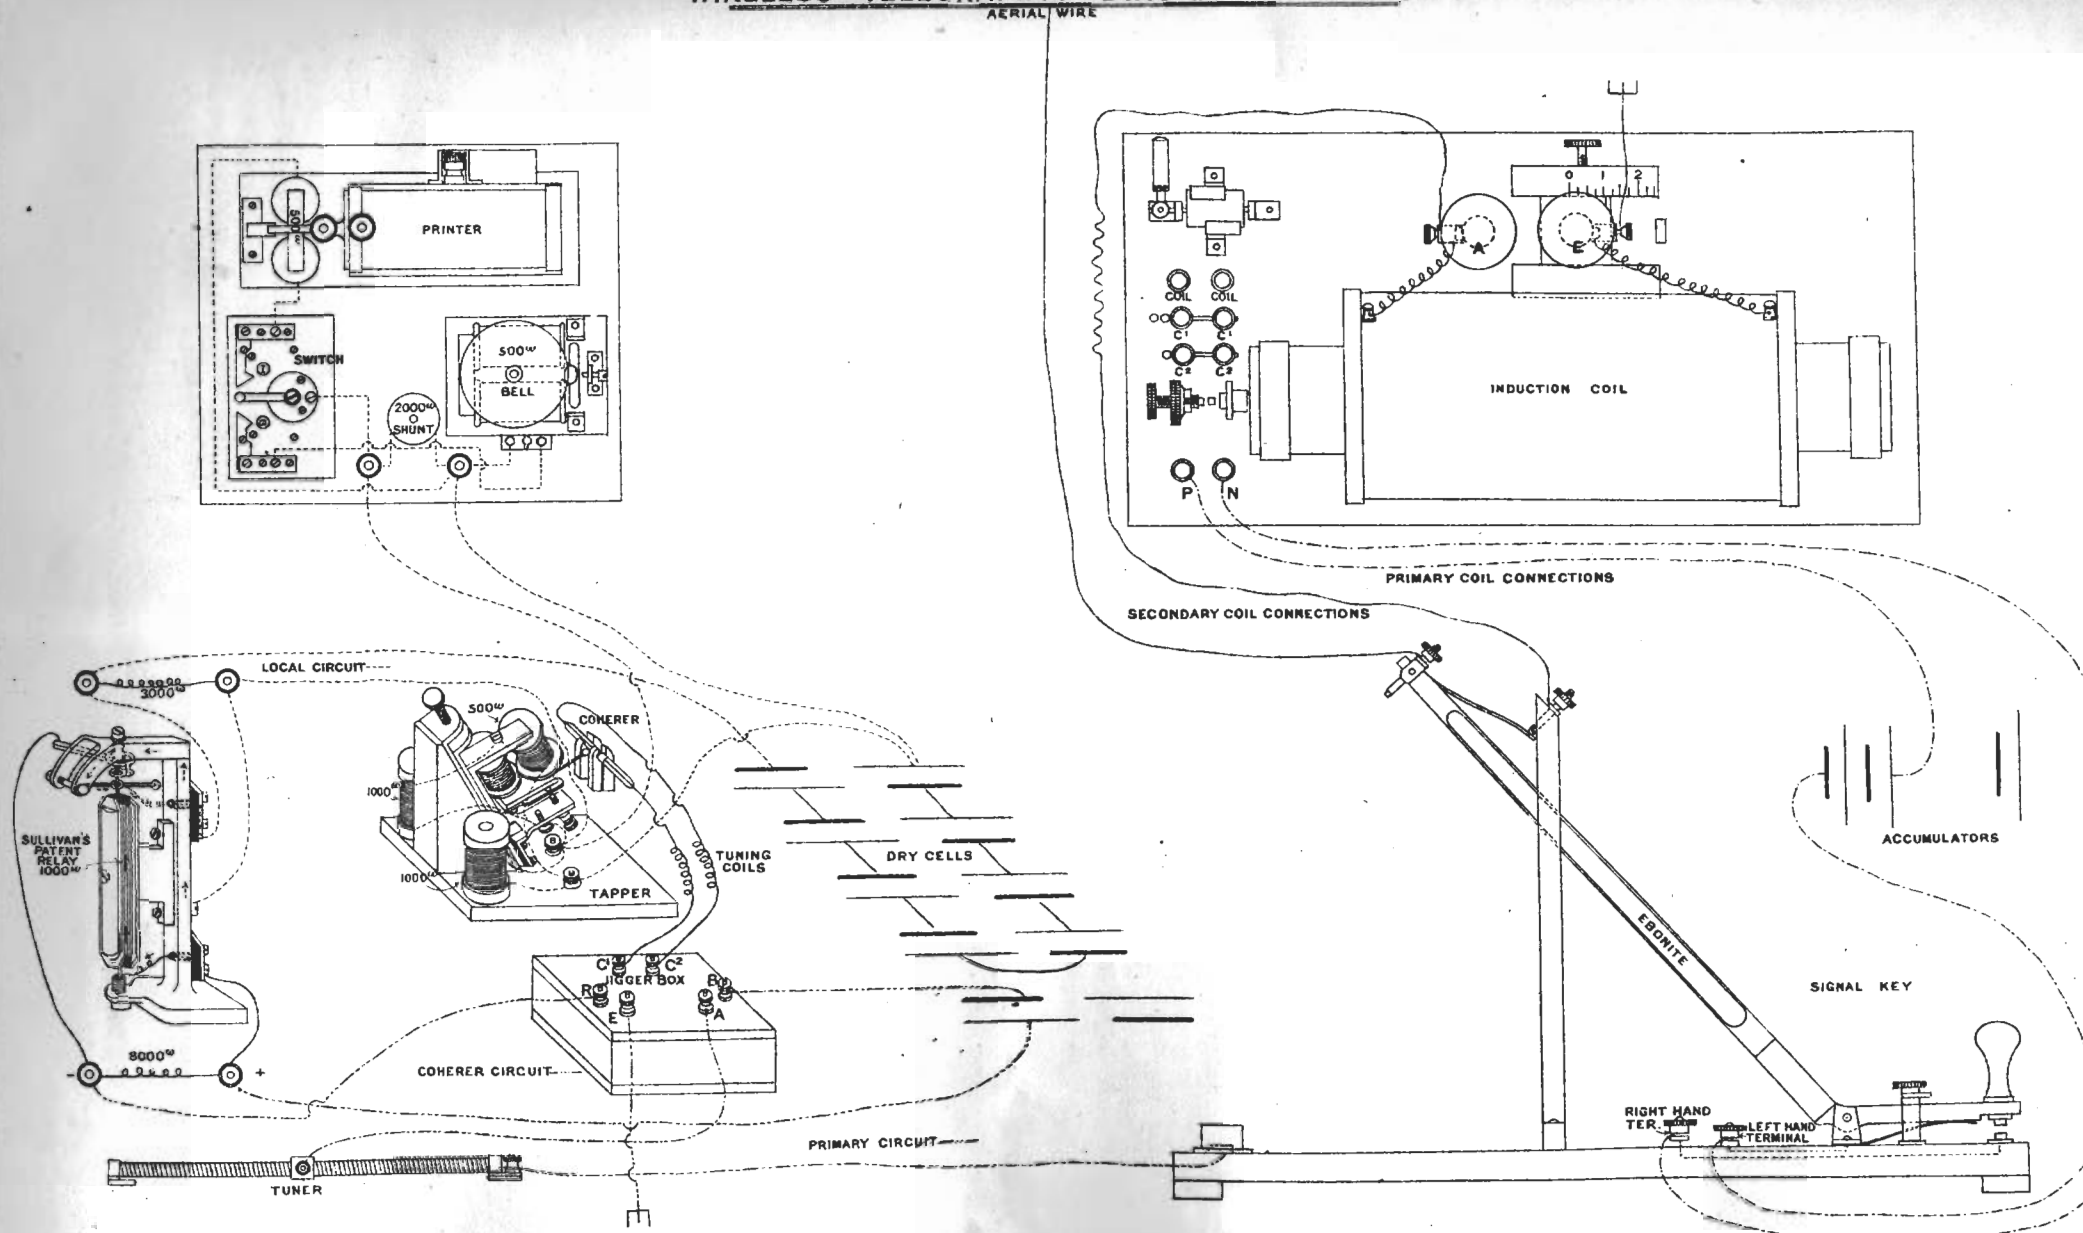 AERIAL WIRE
500ω
PRINTER
SWITCH
500ω
BELL
2000ω
SHUNT
0 1 2
A
E
COIL COIL
C¹ C¹
C² C²
P N
INDUCTION COIL
PRIMARY COIL CONNECTIONS
SECONDARY COIL CONNECTIONS
LOCAL CIRCUIT
3000ω
500ω
COHERER
1000ω
1000ω
TAPPER
TUNING
COILS
DRY CELLS
ACCUMULATORS
SULLIVAN'S
PATENT
RELAY
1000ω
EBONITE
SIGNAL KEY
C¹ C²
JIGGER BOX
R
B
E
A
8000ω
- +
COHERER CIRCUIT
PRIMARY CIRCUIT
TUNER
RIGHT HAND
TER.
LEFT HAND
TERMINAL